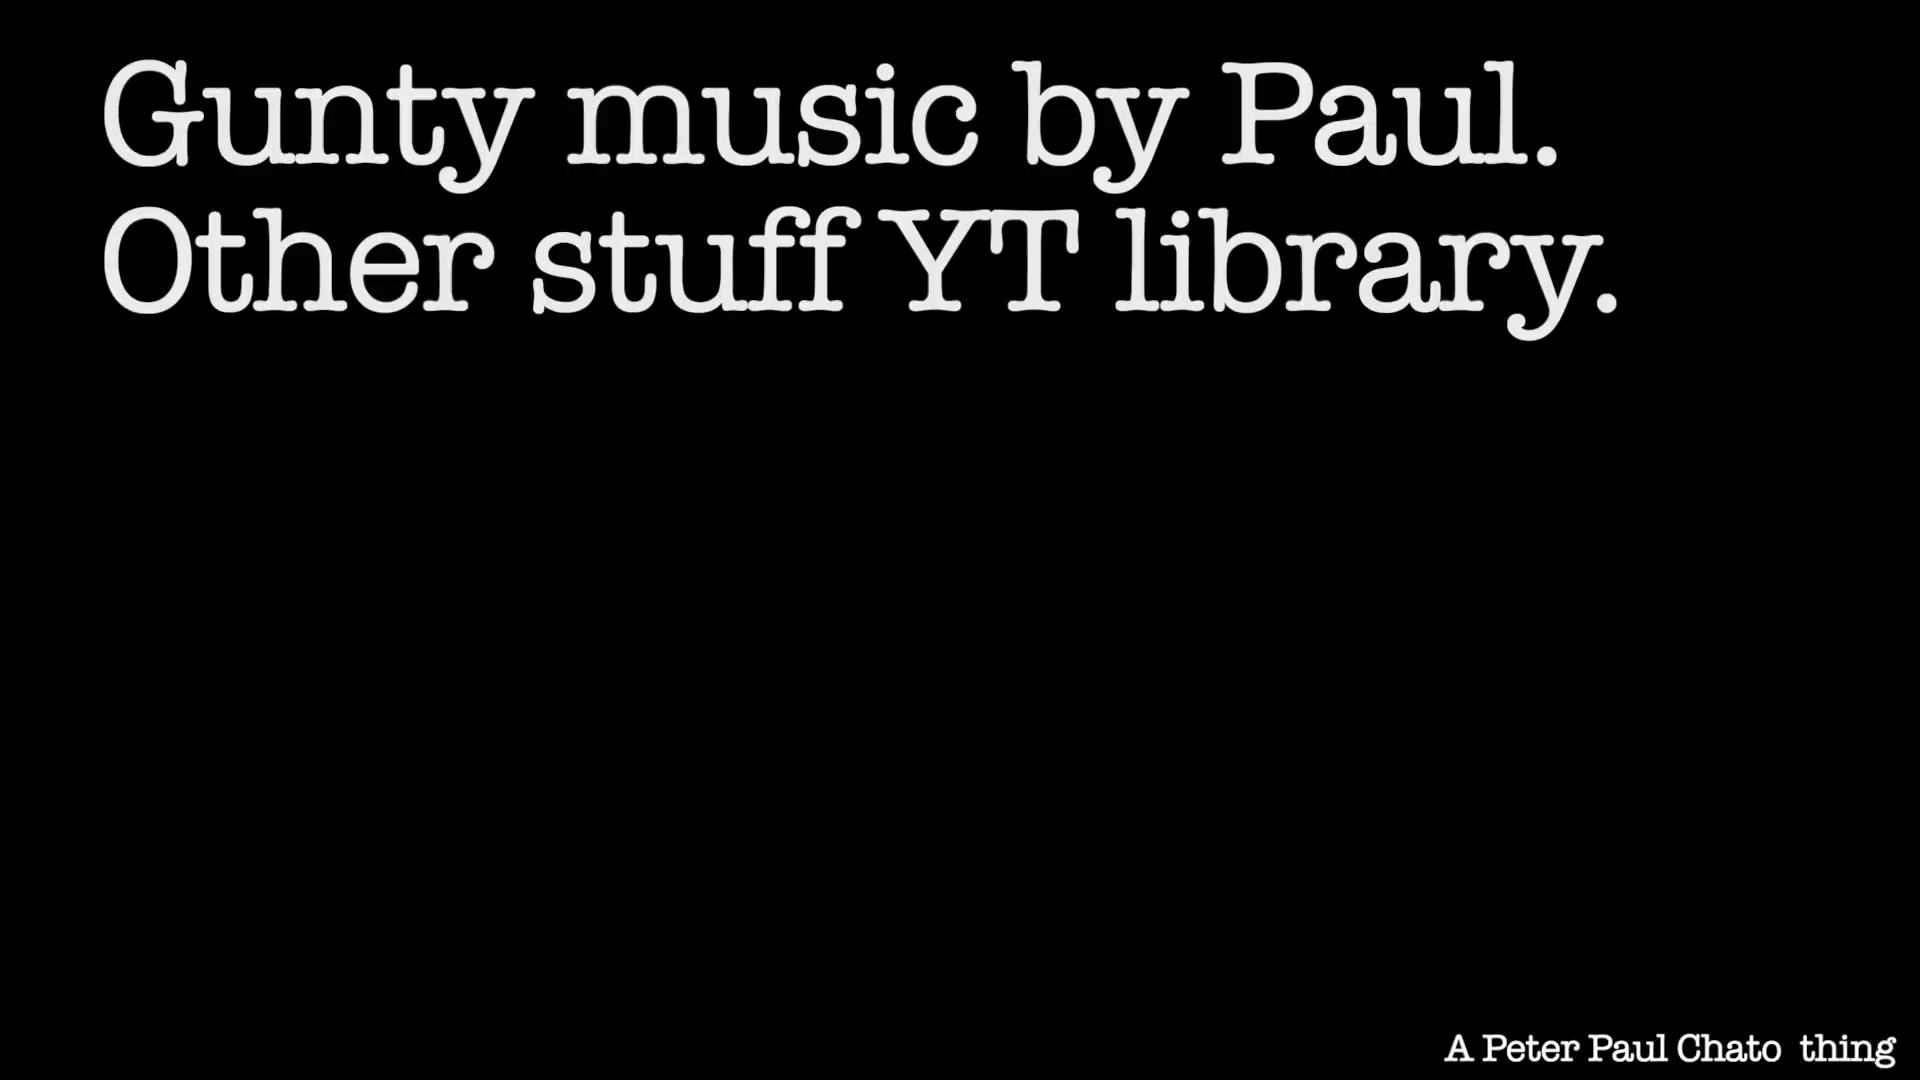 Gunty music by Paul.
Other stuff YT library.
A Peter Paul Chato thing